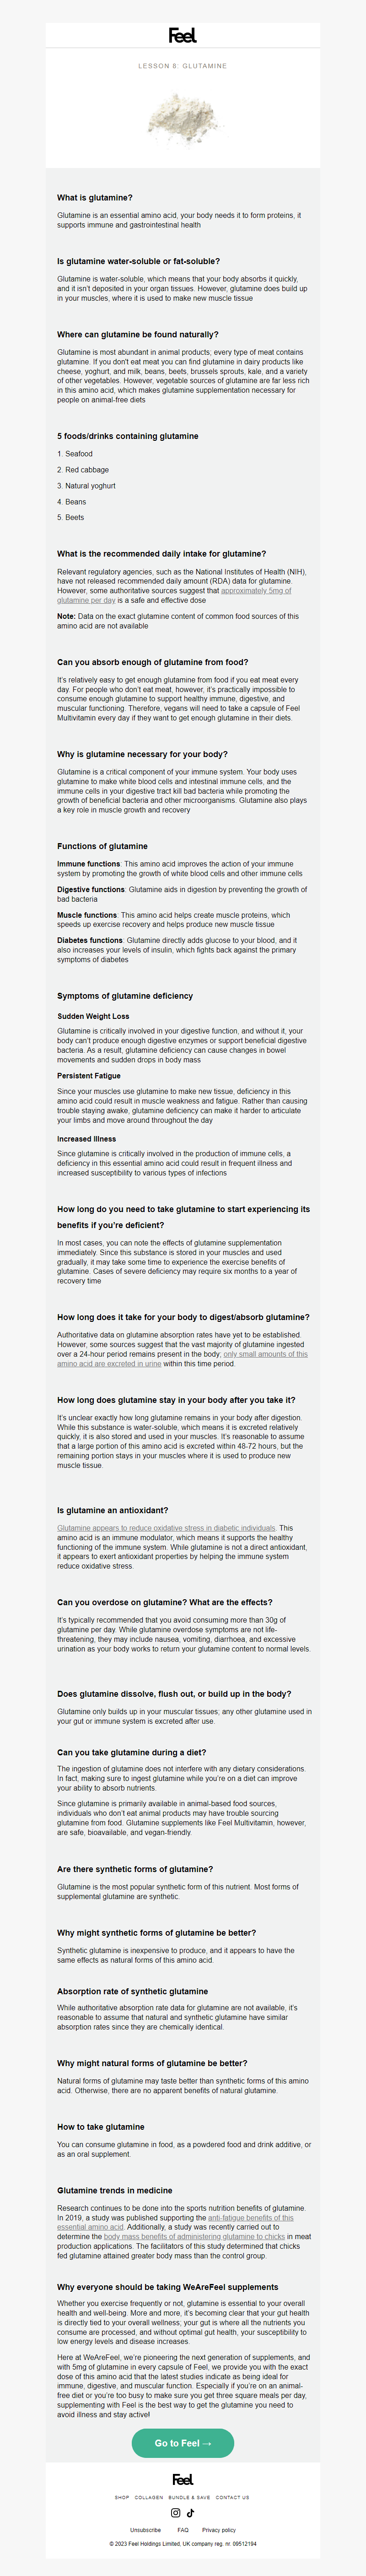 Feel
LESSON 8: GLUTAMINE
What is glutamine?
Glutamine is an essential amino acid, your body needs it to form proteins, it
supports immune and gastrointestinal health
Is glutamine water-soluble or fat-soluble?
Glutamine is water-soluble, which means that your body absorbs it quickly,
and it isn't deposited in your organ tissues. However, glutamine does build up
in your muscles, where it is used to make new muscle tissue
Where can glutamine be found naturally?
Glutamine is most abundant in animal products; every type of meat contains
glutamine. If you don't eat meat you can find glutamine in dairy products like
cheese, yoghurt, and milk, beans, beets, brussels sprouts, kale, and a variety
of other vegetables. However, vegetable sources of glutamine are far less rich
in this amino acid, which makes glutamine supplementation necessary for
people on animal-free diets
5 foods/drinks containing glutamine
1. Seafood
2. Red cabbage
3. Natural yoghurt
4. Beans
5. Beets
What is the recommended daily intake for glutamine?
Relevant regulatory agencies, such as the National Institutes of Health (NIH),
have not released recommended daily amount (RDA) data for glutamine.
However, some authoritative sources suggest that approximately 5mg of
glutamine per day is a safe and effective dose
Note: Data on the exact glutamine content of common food sources of this
amino acid are not available
Can you absorb enough of glutamine from food?
It's relatively easy to get enough glutamine from food if you eat meat every
day. For people who don't eat meat, however, it's practically impossible to
consume enough glutamine to support healthy immune, digestive, and
muscular functioning. Therefore, vegans will need to take a capsule of Feel
Multivitamin every day if they want to get enough glutamine in their diets.
Why is glutamine necessary for your body?
Glutamine is a critical component of your immune system. Your body uses
glutamine to make white blood cells and intestinal immune cells, and the
immune cells in your digestive tract kill bad bacteria while promoting the
growth of beneficial bacteria and other microorganisms. Glutamine also plays
a key role in muscle growth and recovery
Functions of glutamine
Immune functions: This amino acid improves the action of your immune
system by promoting the growth of white blood cells and other immune cells
Digestive functions: Glutamine aids in digestion by preventing the growth of
bad bacteria
Muscle functions: This amino acid helps create muscle proteins, which
speeds up exercise recovery and helps produce new muscle tissue
Diabetes functions: Glutamine directly adds glucose to your blood, and it
also increases your levels of insulin, which fights back against the primary
symptoms of diabetes
Symptoms of glutamine deficiency
Sudden Weight Loss
Glutamine is critically involved in your digestive function, and without it, your
body can't produce enough digestive enzymes or support beneficial digestive
bacteria. As a result, glutamine deficiency can cause changes in bowel
movements and sudden drops in body mass
Persistent Fatigue
Since your muscles use glutamine to make new tissue, deficiency in this
amino acid could result in muscle weakness and fatigue. Rather than causing
trouble staying awake, glutamine deficiency can make it harder to articulate
your limbs and move around throughout the day
Increased Illness
Since glutamine is critically involved in the production of immune cells, a
deficiency in this essential amino acid could result in frequent illness and
increased susceptibility to various types of infections
How long do you need to take glutamine to start experiencing its
benefits if you're deficient?
In most cases, you can note the effects of glutamine supplementation
immediately. Since this substance is stored in your muscles and used
gradually, it may take some time to experience the exercise benefits of
glutamine. Cases of severe deficiency may require six months to a year of
recovery time
How long does it take for your body to digest/absorb glutamine?
Authoritative data on glutamine absorption rates have yet to be established.
However, some sources suggest that the vast majority of glutamine ingested
over a 24-hour period remains present in the body; only small amounts of this
amino acid are excreted in urine within this time period.
How long does glutamine stay in your body after you take it?
It's unclear exactly how long glutamine remains in your body after digestion.
While this substance is water-soluble, which means it is excreted relatively
quickly, it is also stored and used in your muscles. It's reasonable to assume
that a large portion of this amino acid is excreted within 48-72 hours, but the
remaining portion stays in your muscles where it is used to produce new
muscle tissue.
Is glutamine an antioxidant?
Glutamine appears to reduce oxidative stress in diabetic individuals. This
amino acid is an immune modulator, which means it supports the healthy
functioning of the immune system. While glutamine is not a direct antioxidant,
it appears to exert antioxidant properties by helping the immune system
reduce oxidative stress.
Can you overdose on glutamine? What are the effects?
It's typically recommended that you avoid consuming more than 30g of
glutamine per day. While glutamine overdose symptoms are not life-
threatening, they may include nausea, vomiting, diarrhoea, and excessive
urination as your body works to return your glutamine content to normal levels.
Does glutamine dissolve, flush out, or build up in the body?
Glutamine only builds up in your muscular tissues; any other glutamine used in
your gut or immune system is excreted after use.
Can you take glutamine during a diet?
The ingestion of glutamine does not interfere with any dietary considerations.
In fact, making sure to ingest glutamine while you're on a diet can improve
your ability to absorb nutrients.
Since glutamine is primarily available in animal-based food sources,
individuals who don't eat animal products may have trouble sourcing
glutamine from food. Glutamine supplements like Feel Multivitamin, however,
are safe, bioavailable, and vegan-friendly.
Are there synthetic forms of glutamine?
Glutamine is the most popular synthetic form of this nutrient. Most forms of
supplemental glutamine are synthetic.
Why might synthetic forms of glutamine be better?
Synthetic glutamine is inexpensive to produce, and it appears to have the
same effects as natural forms of this amino acid.
Absorption rate of synthetic glutamine
While authoritative absorption rate data for glutamine are not available, it's
reasonable to assume that natural and synthetic glutamine have similar
absorption rates since they are chemically identical.
Why might natural forms of glutamine be better?
Natural forms of glutamine may taste better than synthetic forms of this amino
acid. Otherwise, there are no apparent benefits of natural glutamine.
How to take glutamine
You can consume glutamine in food, as a powdered food and drink additive, or
as an oral supplement.
Glutamine trends in medicine
Research continues to be done into the sports nutrition benefits of glutamine.
In 2019, a study was published supporting the anti-fatigue benefits of this
essential amino acid. Additionally, a study was recently carried out to
determine the body mass benefits of administering glutamine to chicks in meat
production applications. The facilitators of this study determined that chicks
fed glutamine attained greater body mass than the control group.
Why everyone should be taking WeAreFeel supplements
Whether you exercise frequently or not, glutamine is essential to your overall
health and well-being. More and more, it's becoming clear that your gut health
is directly tied to your overall wellness; your gut is where all the nutrients you
consume are processed, and without optimal gut health, your susceptibility to
low energy levels and disease increases.
Here at WeAreFeel, we're pioneering the next generation of supplements, and
with 5mg of glutamine in every capsule of Feel, we provide you with the exact
dose of this amino acid that the latest studies indicate as being ideal for
immune, digestive, and muscular function. Especially if you're on an animal-
free diet or you're too busy to make sure you get three square meals per day,
supplementing with Feel is the best way to get the glutamine you need to
avoid illness and stay active!
Go to Feel →
Feel
SHOP COLLAGEN BUNDLE & SAVE CONTACT US
Unsubscribe FAQ Privacy policy
© 2023 Feel Holdings Limited, UK company reg. nr. 09512194